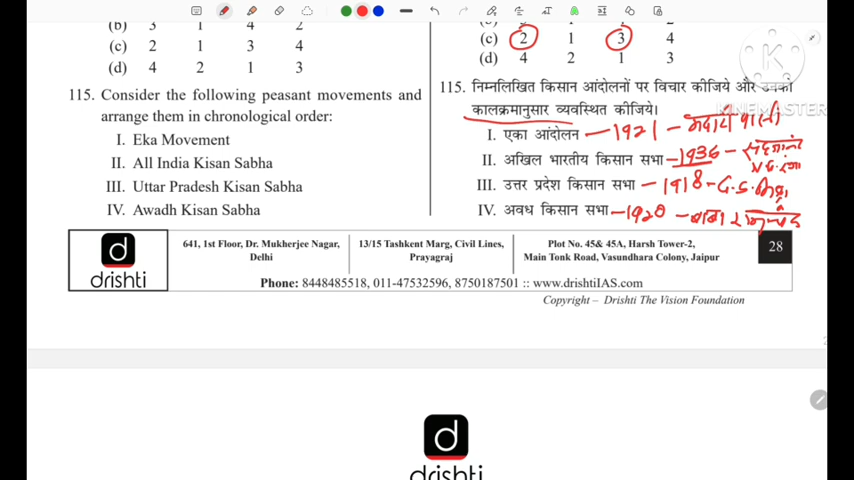 (b) 3 1 4 2
(c) 2 1 3 4
(d) 4 2 1 3
115. Consider the following peasant movements and
arrange them in chronological order:
I. Eka Movement
II. All India Kisan Sabha
III. Uttar Pradesh Kisan Sabha
IV. Awadh Kisan Sabha
(c) 2 1 3 4
(d) 4 2 1 3
115. निम्नलिखित किसान आंदोलनों पर विचार कीजिये और उनको
कालक्रमानुसार व्यवस्थित कीजिये।
I. एका आंदोलन — 1921 – मदारी पासी
II. अखिल भारतीय किसान सभा – 1936 –
III. उत्तर प्रदेश किसान सभा – 1918 –
IV. अवध किसान सभा – 1920 – बाबा
KINEMASTER
drishti
641, 1st Floor, Dr. Mukherjee Nagar,
Delhi
13/15 Tashkent Marg, Civil Lines,
Prayagraj
Plot No. 45& 45A, Harsh Tower-2,
Main Tonk Road, Vasundhara Colony, Jaipur
28
Phone: 8448485518, 011-47532596, 8750187501 :: www.drishtiIAS.com
Copyright – Drishti The Vision Foundation
drishti